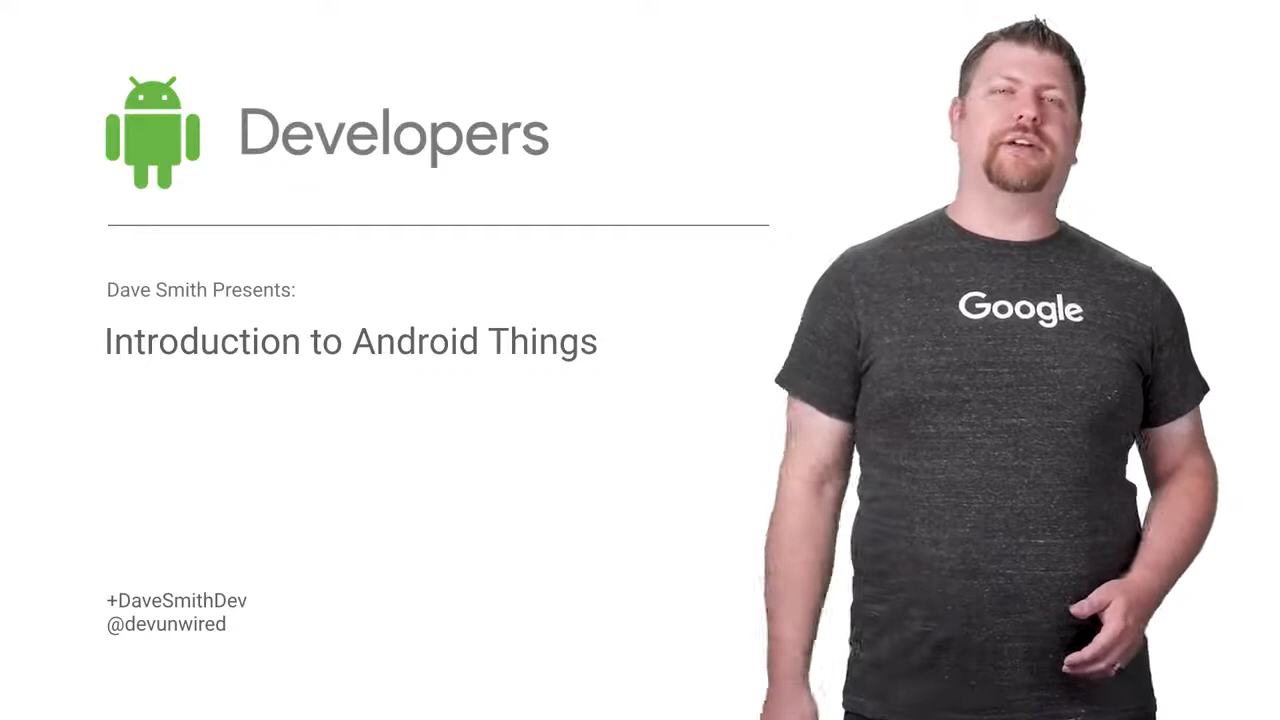 Developers
Dave Smith Presents:
Introduction to Android Things
Google
+DaveSmithDev
@devunwired